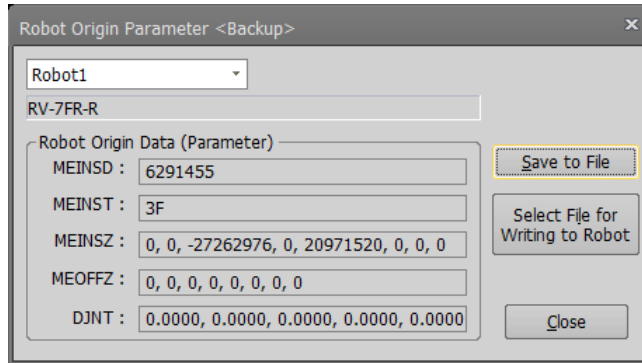 Robot Origin Parameter <Backup>
x
Robot1
RV-7FR-R
Robot Origin Data (Parameter)
MEINSD : 6291455
MEINST : 3F
MEINSZ : 0, 0, -27262976, 0, 20971520, 0, 0, 0
MEOFFZ : 0, 0, 0, 0, 0, 0, 0, 0
DJNT : 0.0000, 0.0000, 0.0000, 0.0000, 0.0000
Save to File
Select File for
Writing to Robot
Close